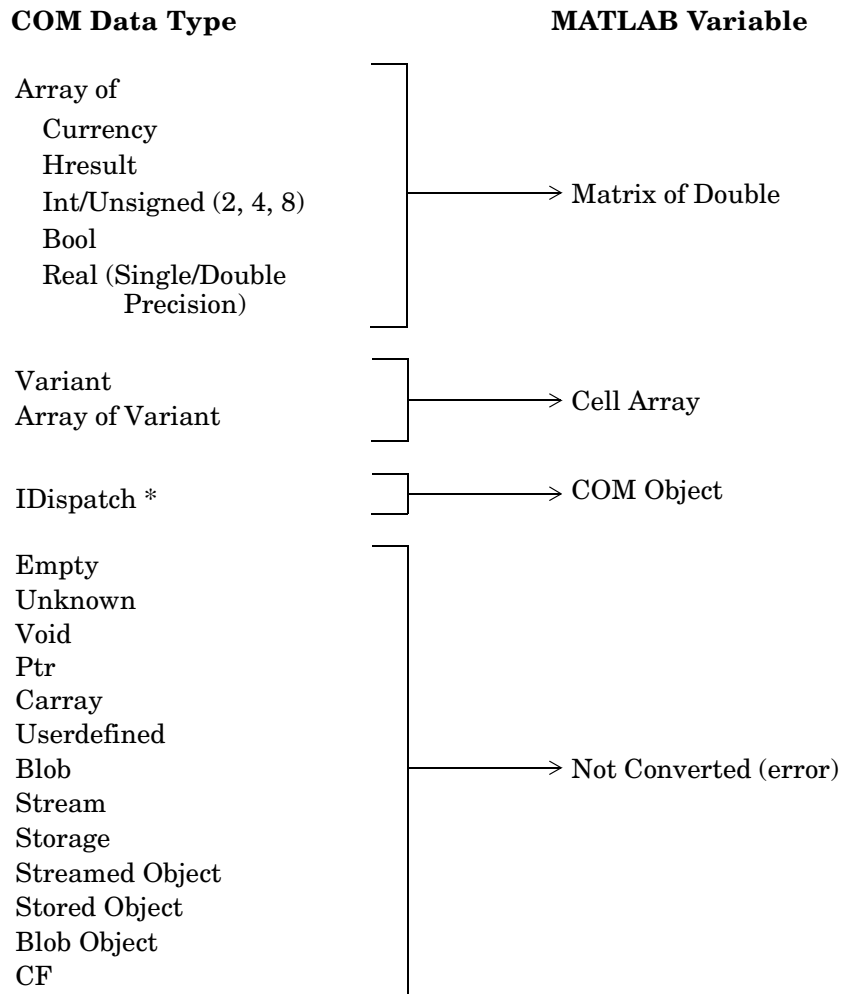 COM Data Type MATLAB Variable
Array of
Currency
Hresult
Int/Unsigned (2, 4, 8)
Bool
Real (Single/Double
Precision)
Matrix of Double
Variant
Array of Variant
Cell Array
IDispatch *
COM Object
Empty
Unknown
Void
Ptr
Carray
Userdefined
Blob
Stream
Storage
Streamed Object
Stored Object
Blob Object
CF
Not Converted (error)